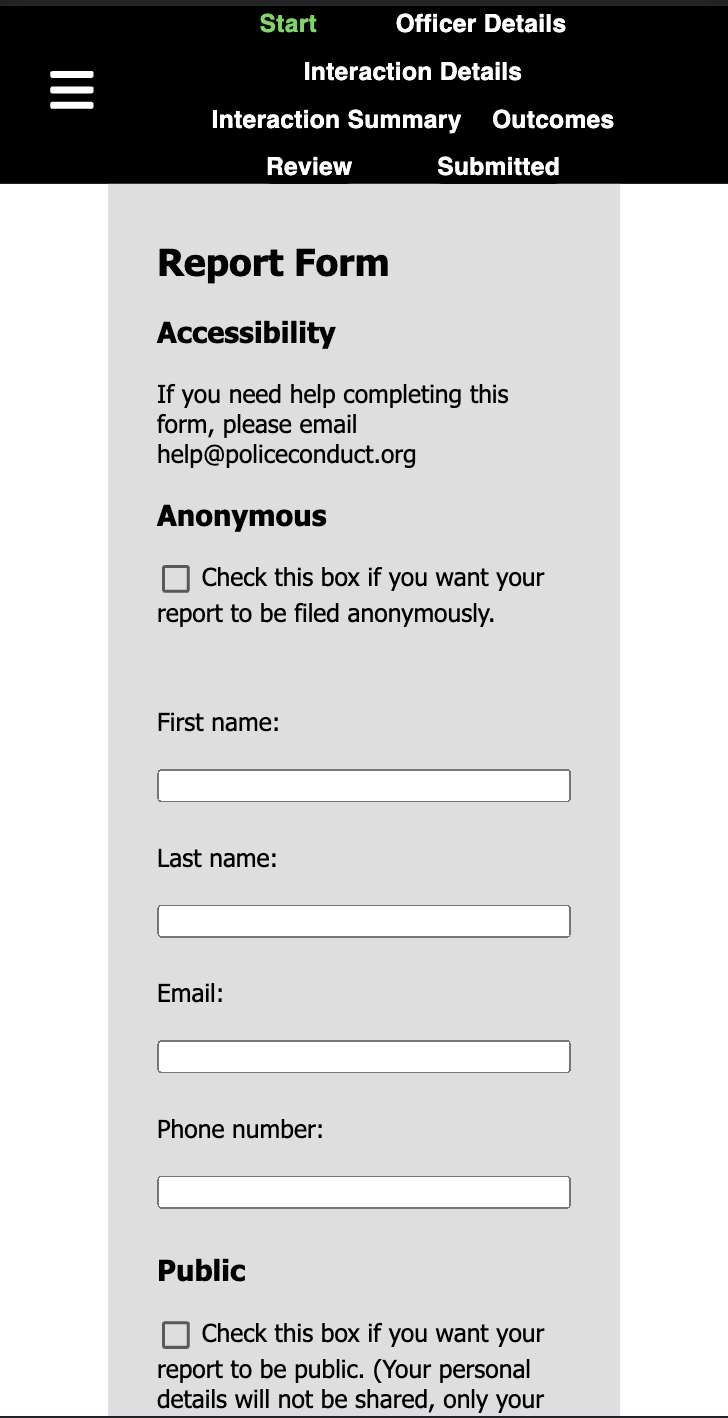 Start Officer Details
Interaction Details
Interaction Summary Outcomes
Review Submitted
Report Form
Accessibility
If you need help completing this
form, please email
help@policeconduct.org
Anonymous
Check this box if you want your
report to be filed anonymously.
First name:
Last name:
Email:
Phone number:
Public
Check this box if you want your
report to be public. (Your personal
details will not be shared, only your